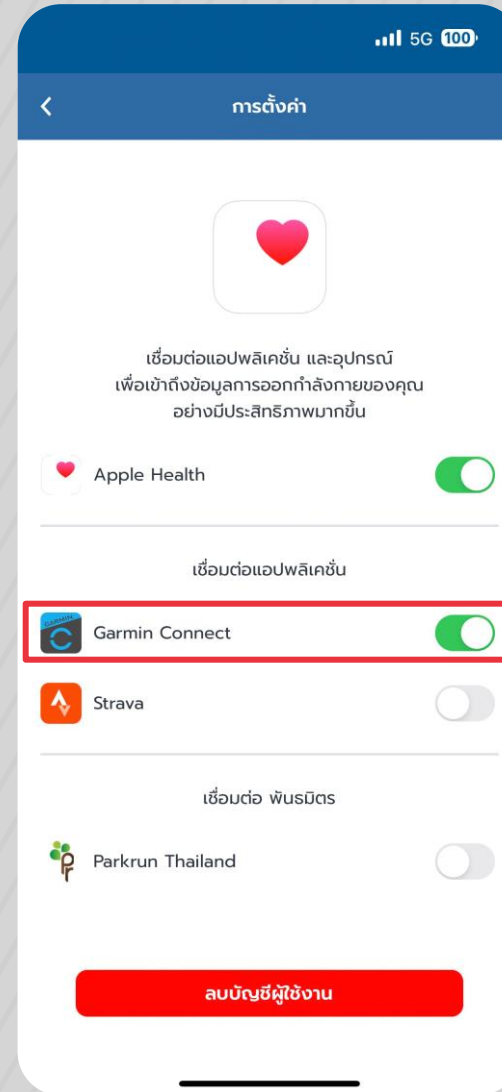 5G 100
การตั้งค่า
เชื่อมต่อแอปพลิเคชั่น และอุปกรณ์
เพื่อเข้าถึงข้อมูลการออกกำลังกายของคุณ
อย่างมีประสิทธิภาพมากขึ้น
Apple Health
เชื่อมต่อแอปพลิเคชั่น
GARMIN
Garmin Connect
Strava
เชื่อมต่อ พันธมิตร
Parkrun Thailand
ลบบัญชีผู้ใช้งาน